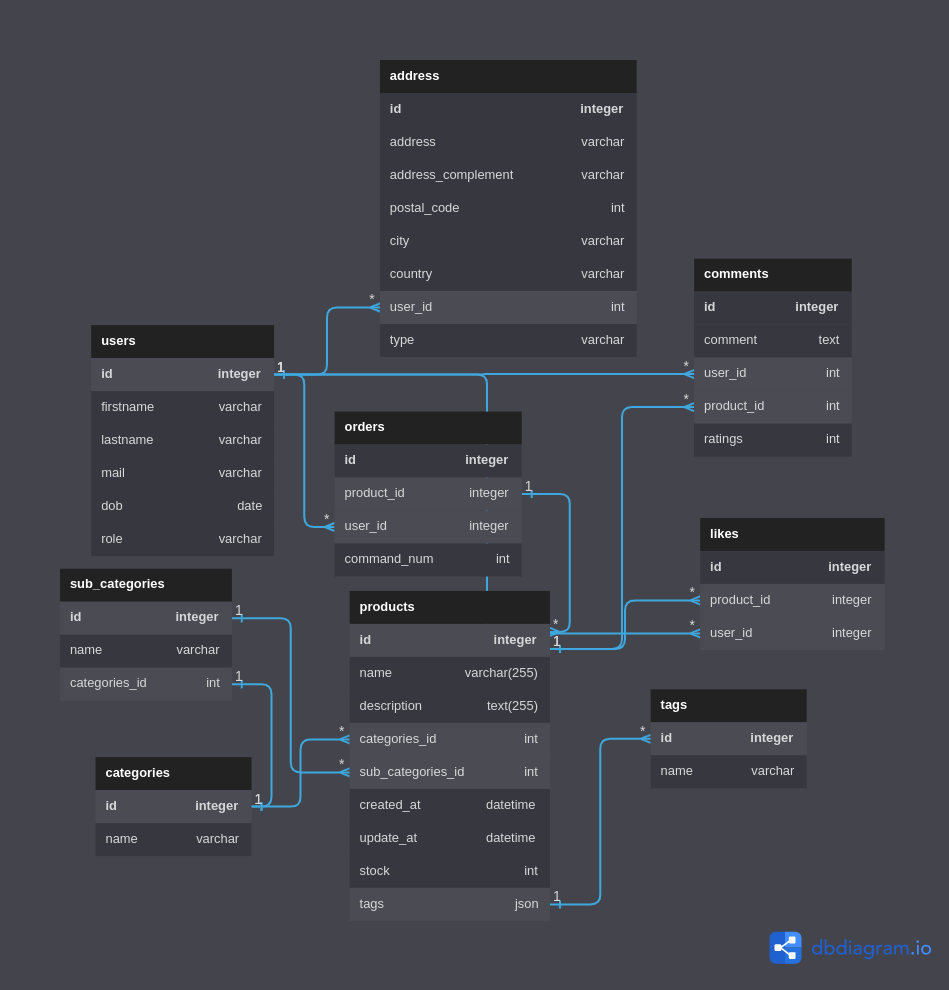 address
id integer
address varchar
address_complement varchar
postal_code int
city varchar
country varchar
* user_id int
type varchar
comments
id integer
comment text
* user_id int
* product_id int
ratings int
users
id integer 1
firstname varchar
lastname varchar
mail varchar
dob date
role varchar
orders
id integer
product_id integer 1
* user_id integer
command_num int
likes
id integer
* product_id integer
* user_id integer
sub_categories
id integer 1
name varchar
categories_id int 1
products
*
id integer 1
name varchar(255)
description text(255)
* categories_id int
* sub_categories_id int
created_at datetime
update_at datetime
stock int
tags json 1
tags
* id integer
name varchar
categories
id integer 1
name varchar
dbdiagram.io